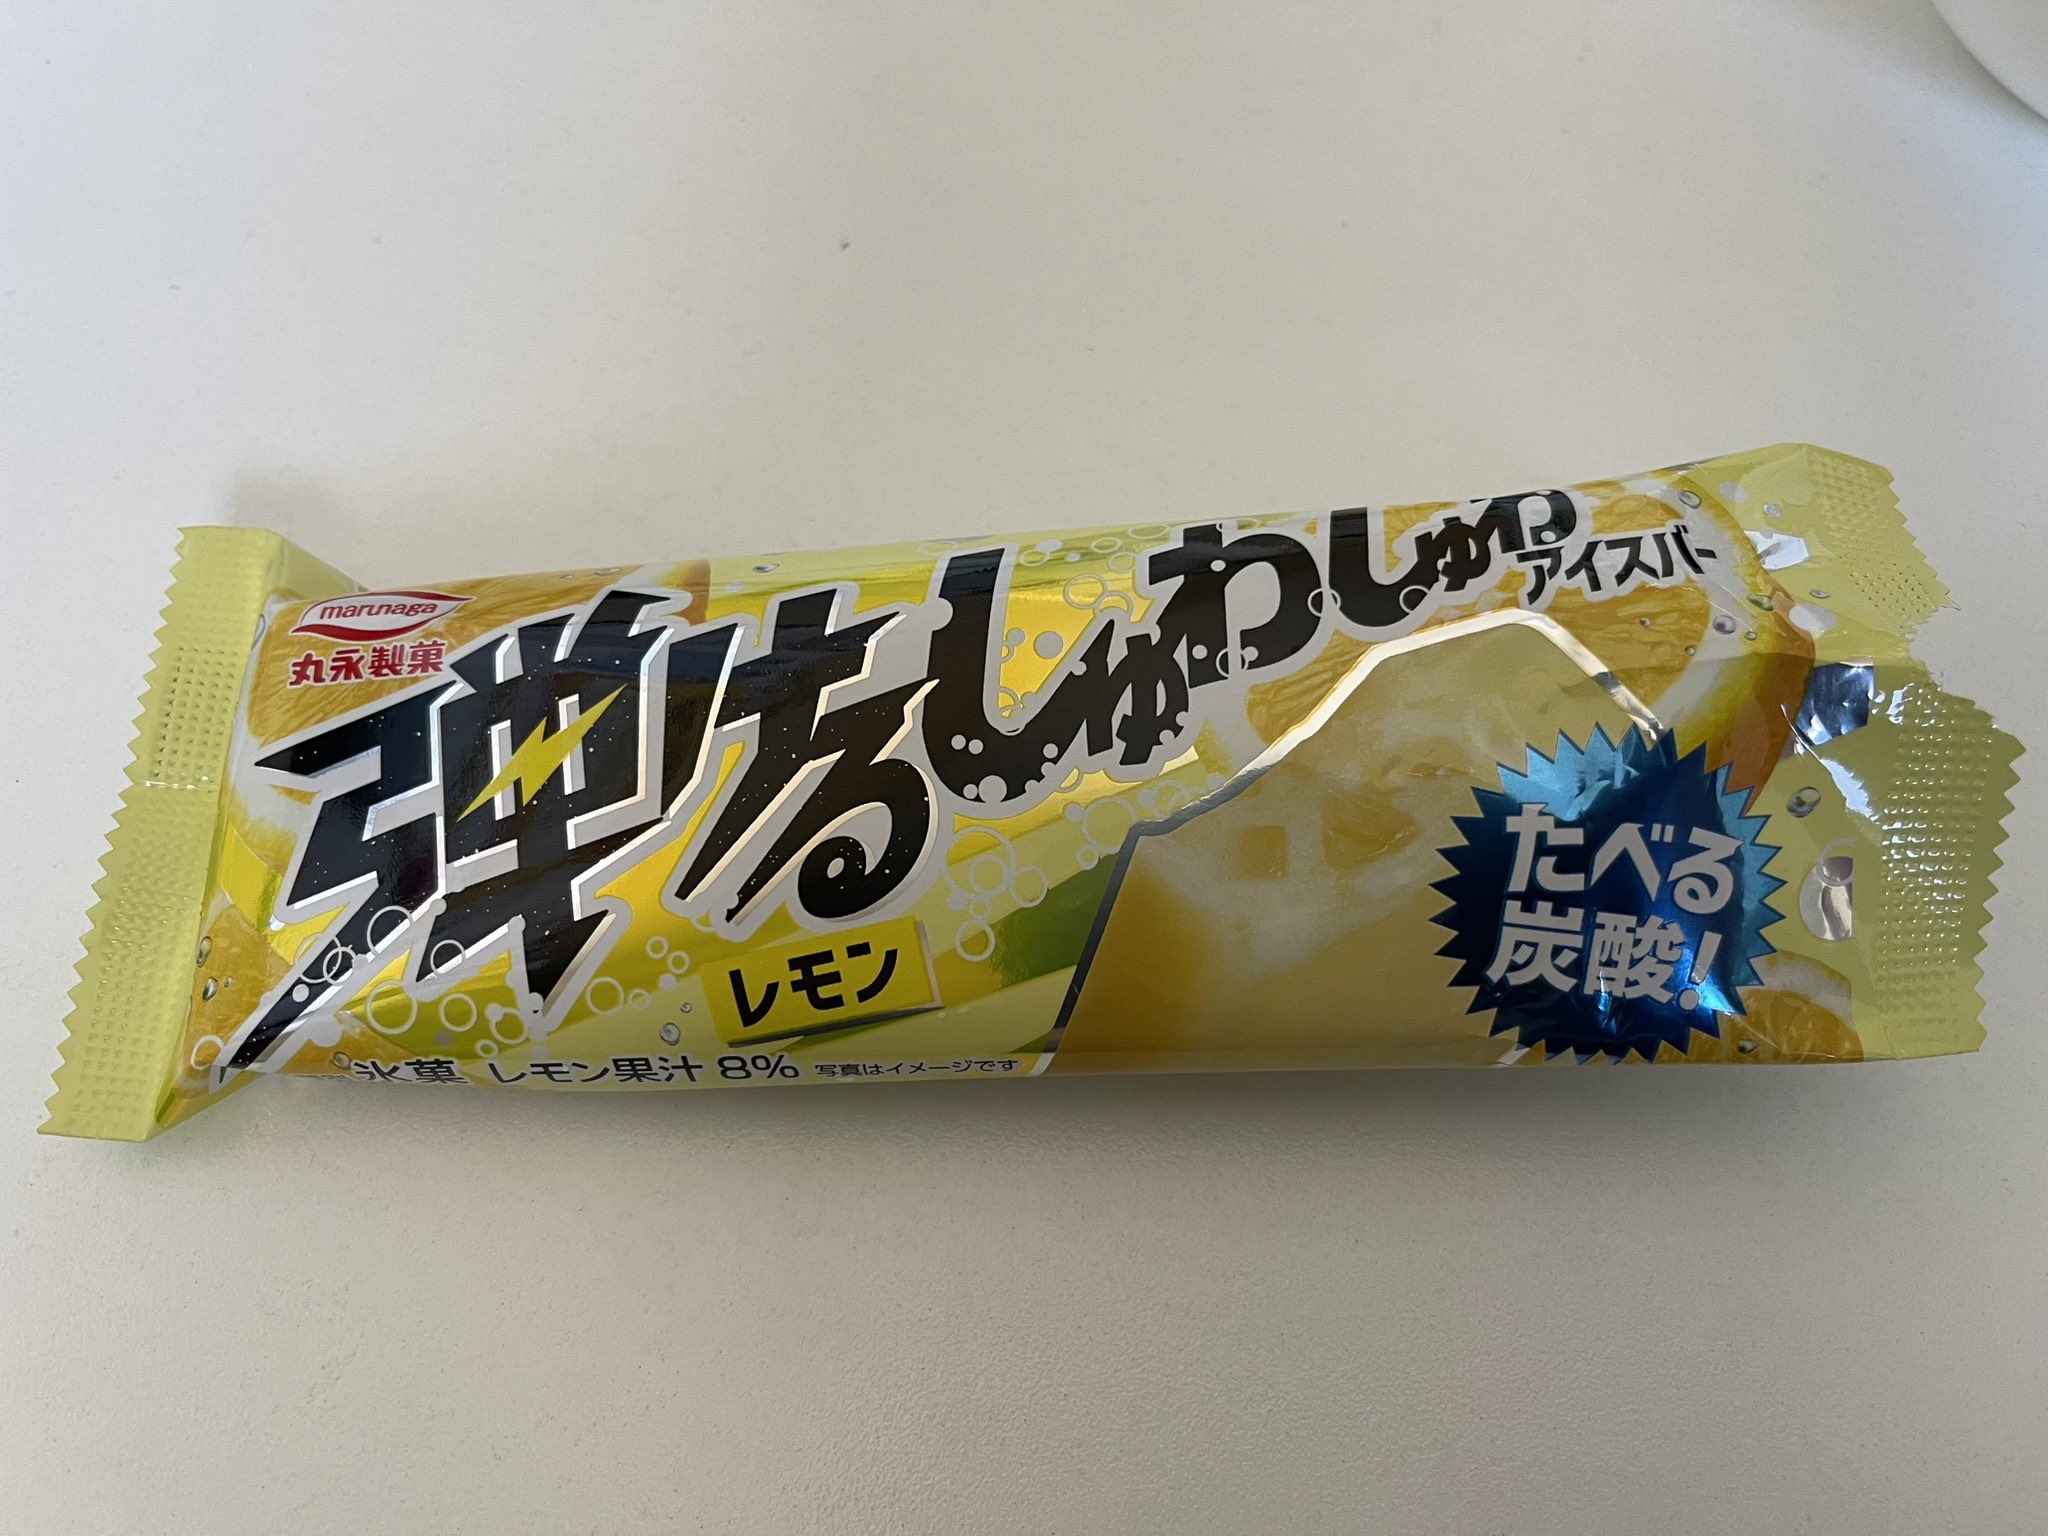 marunaga
丸永製菓
弾けるしゅわしゅわ
アイスバー
レモン
たべる
炭酸!
氷菓 レモン果汁 8% 写真はイメージです